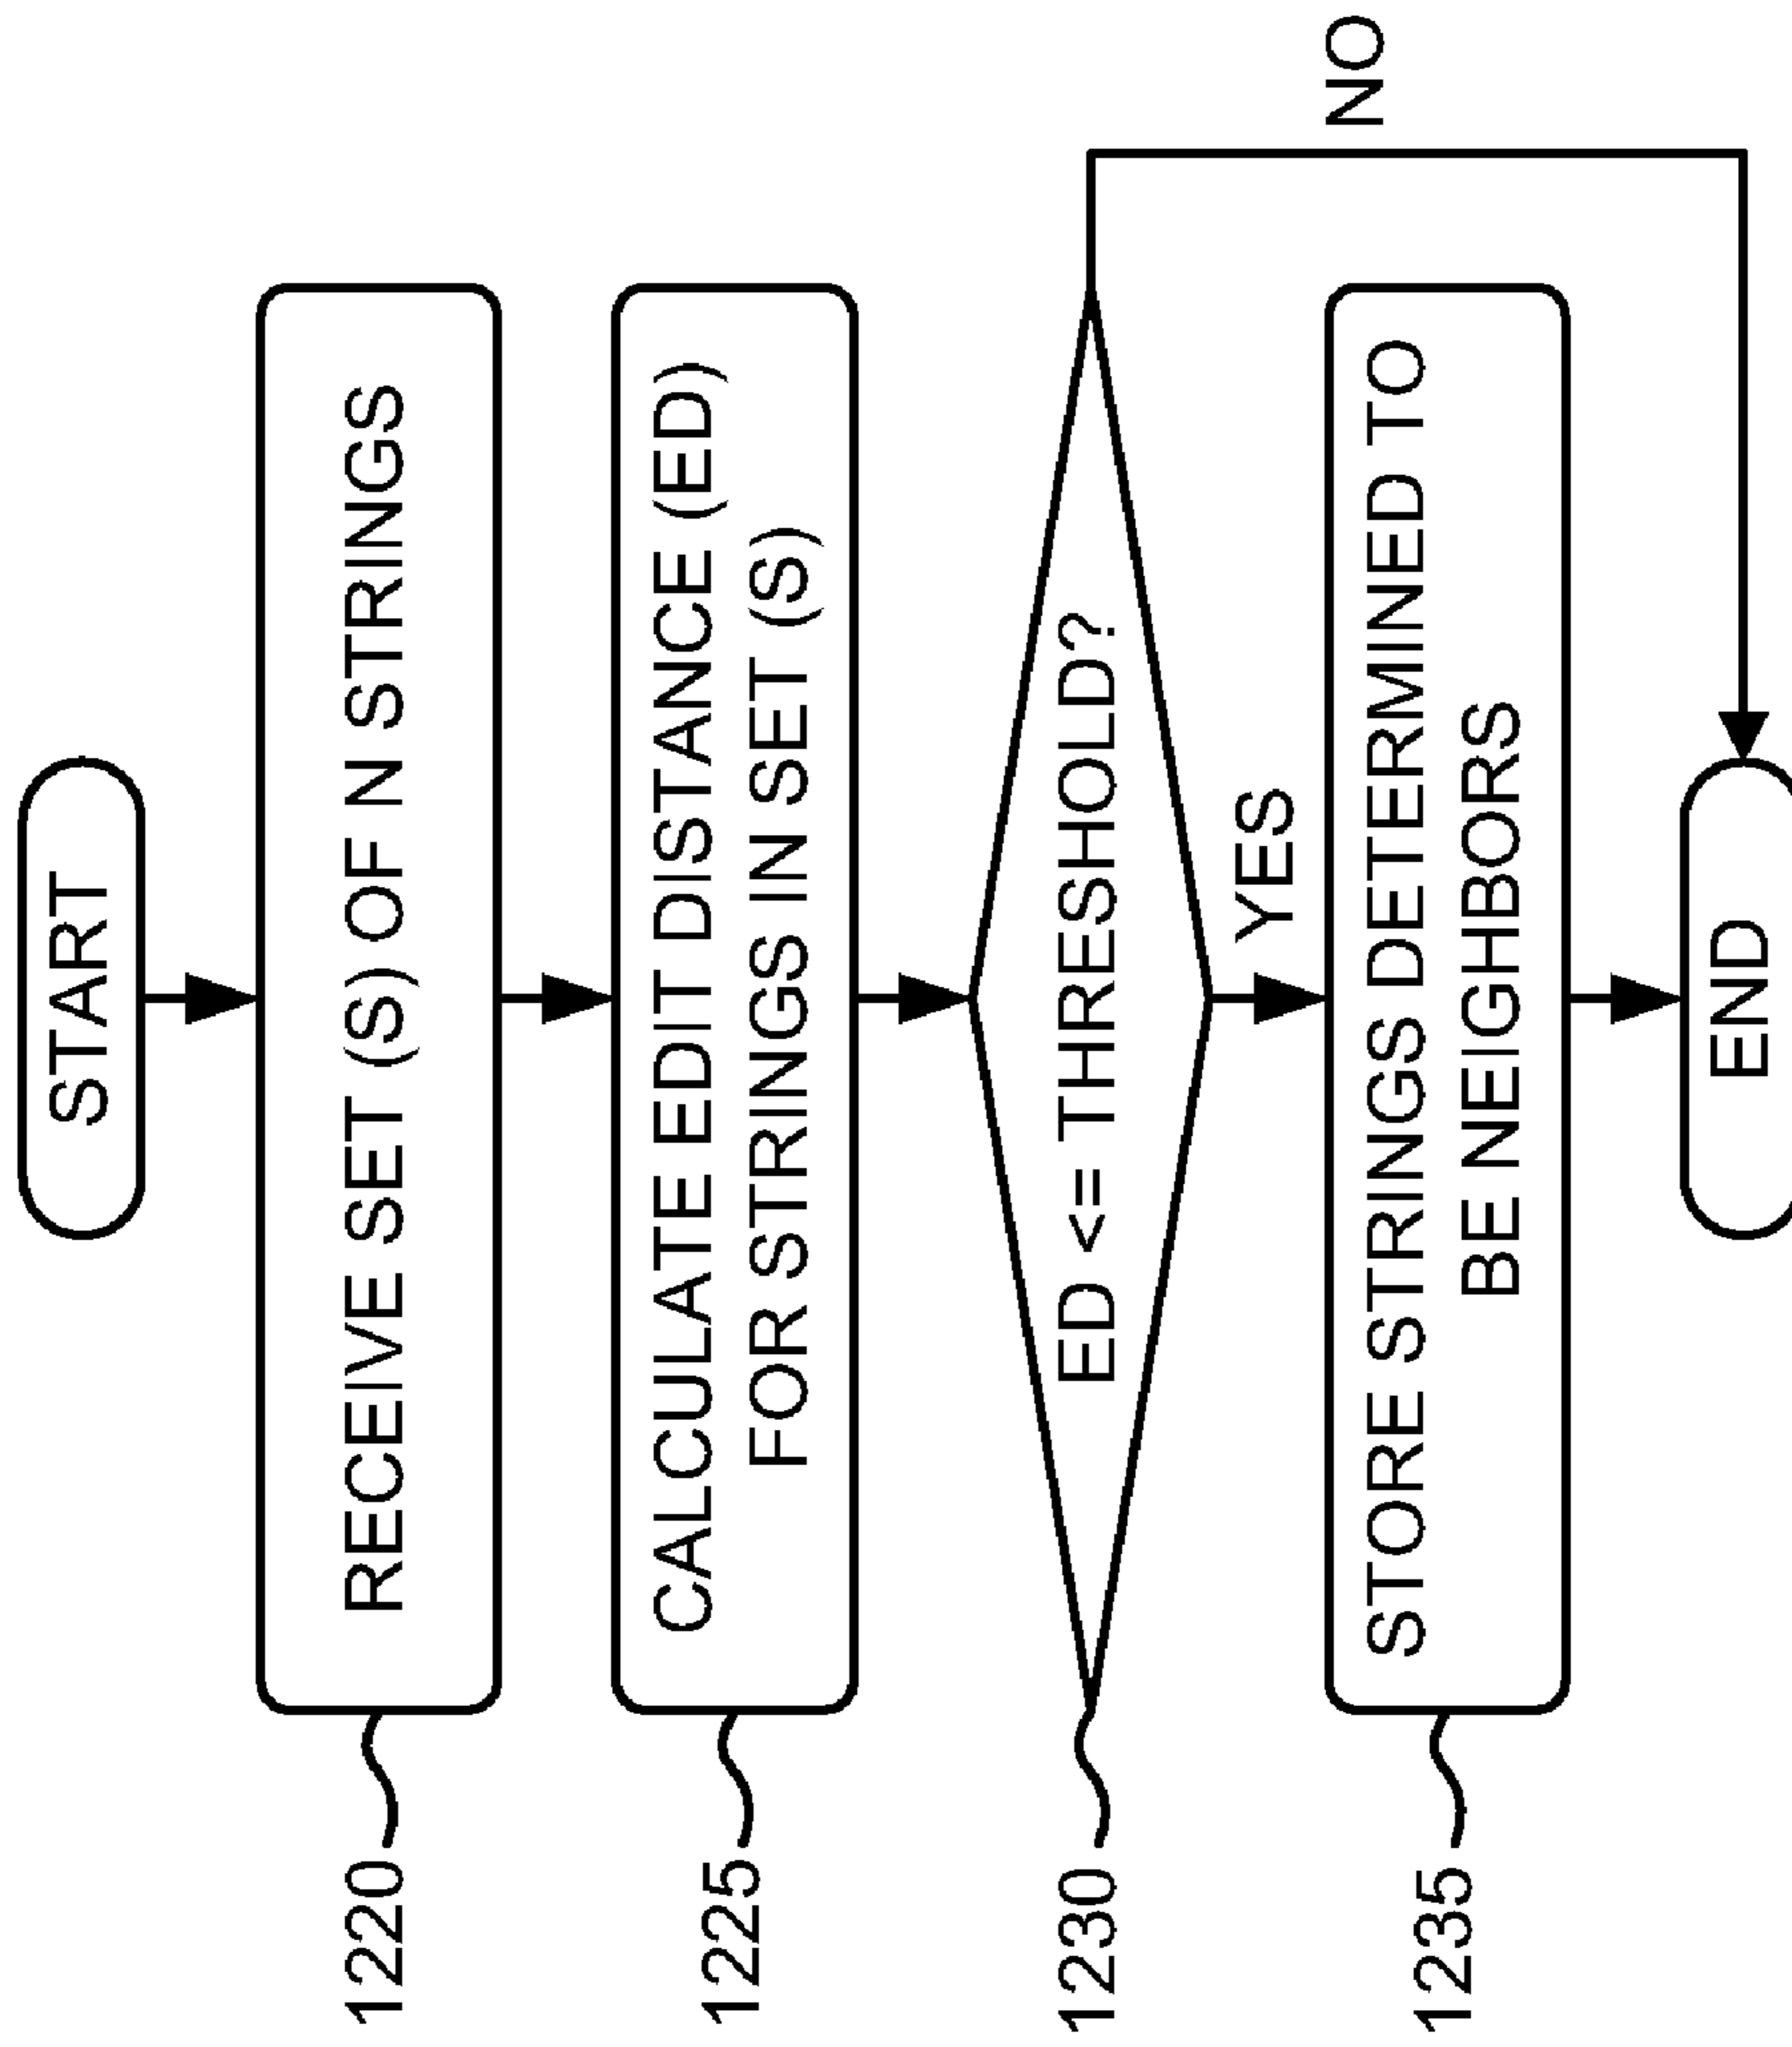 START
1220
RECEIVE SET (S) OF N STRINGS
1225
CALCULATE EDIT DISTANCE (ED)
FOR STRINGS IN SET (S)
1230
ED <= THRESHOLD?
NO
YES
1235
STORE STRINGS DETERMINED TO
BE NEIGHBORS
END